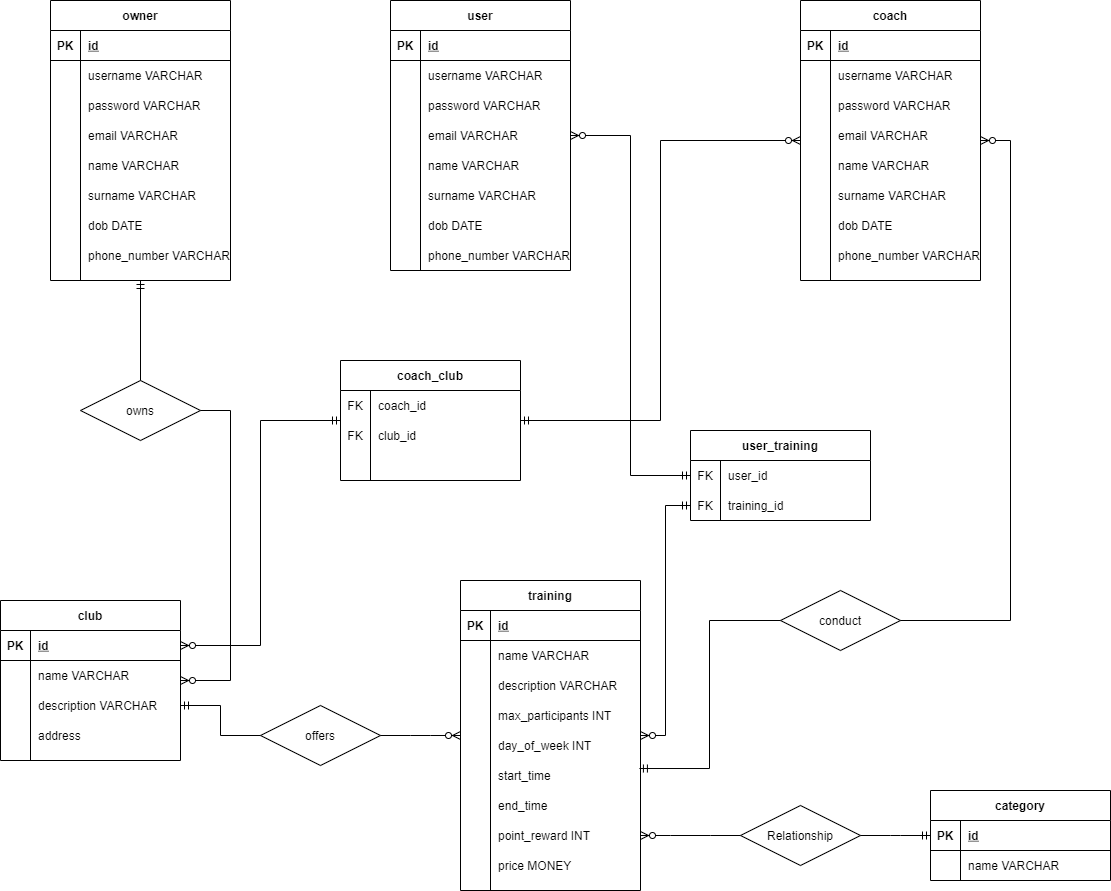 owner
PK id
username VARCHAR
password VARCHAR
email VARCHAR
name VARCHAR
surname VARCHAR
dob DATE
phone_number VARCHAR
user
PK id
username VARCHAR
password VARCHAR
email VARCHAR
name VARCHAR
surname VARCHAR
dob DATE
phone_number VARCHAR
coach
PK id
username VARCHAR
password VARCHAR
email VARCHAR
name VARCHAR
surname VARCHAR
dob DATE
phone_number VARCHAR
owns
coach_club
FK coach_id
FK club_id
user_training
FK user_id
FK training_id
club
PK id
name VARCHAR
description VARCHAR
address
offers
training
PK id
name VARCHAR
description VARCHAR
max_participants INT
day_of_week INT
start_time
end_time
point_reward INT
price MONEY
conduct
Relationship
category
PK id
name VARCHAR